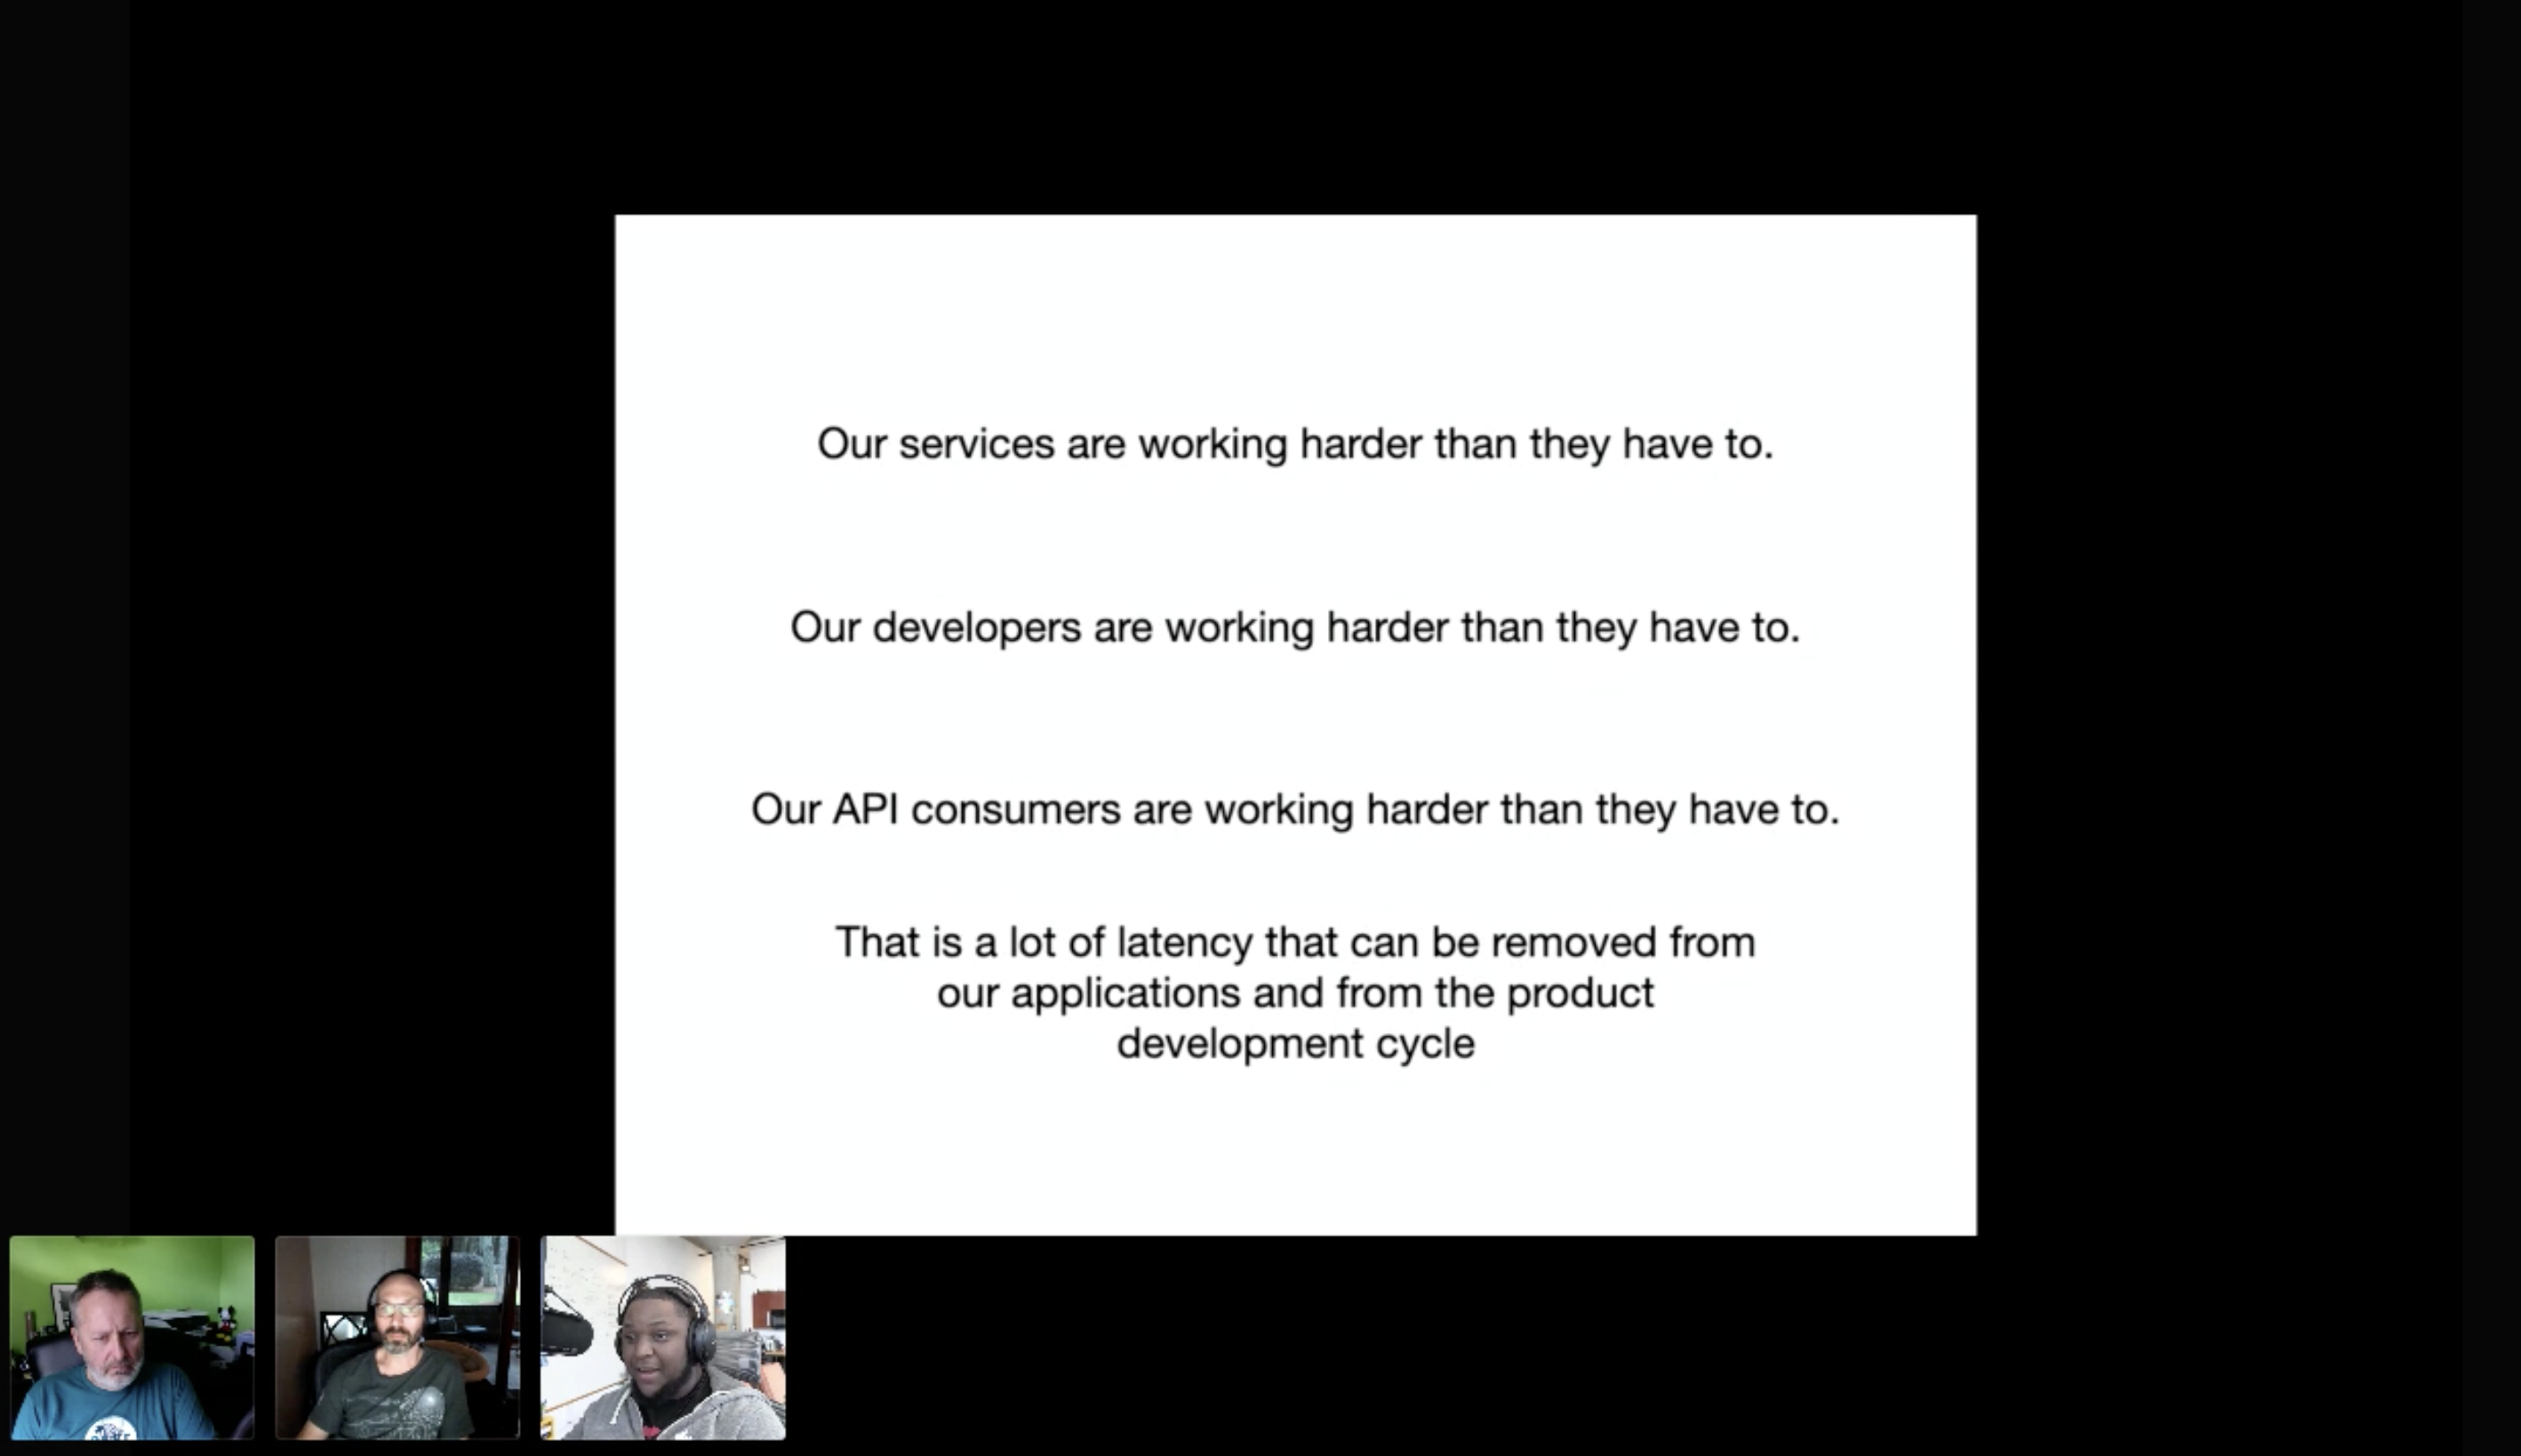 Our services are working harder than they have to.
Our developers are working harder than they have to.
Our API consumers are working harder than they have to.
That is a lot of latency that can be removed from
our applications and from the product
development cycle